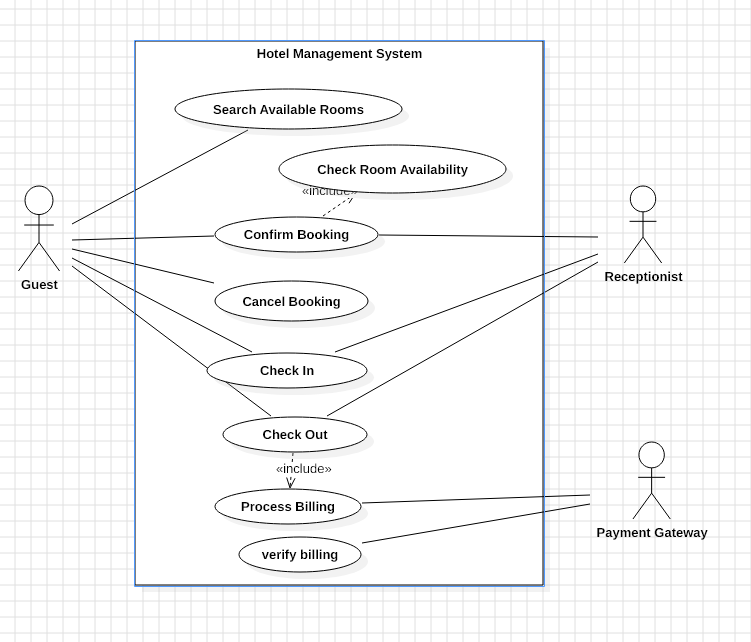 Hotel Management System
Search Available Rooms
Check Room Availability
«include»
Confirm Booking
Guest
Receptionist
Cancel Booking
Check In
Check Out
«include»
Process Billing
Payment Gateway
verify billing